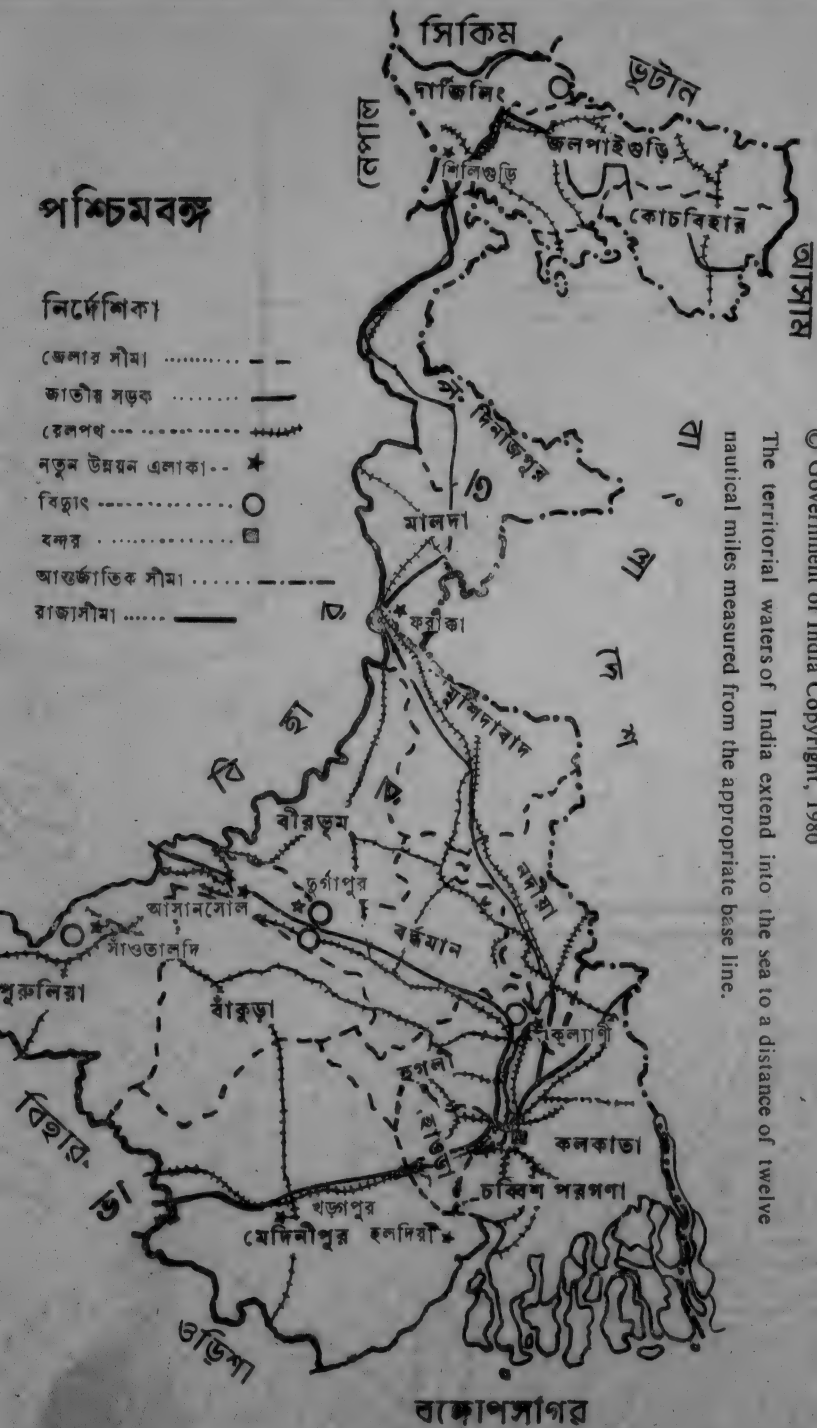 সিকিম
ভুটান
নেপাল
দার্জিলিং
জলপাইগুড়ি
শিলিগুড়ি
কোচবিহার
আসাম
পশ্চিমবঙ্গ
নির্দেশিকা
জেলার সীমা
জাতীয় সড়ক
রেলপথ
নতুন উন্নয়ন এলাকা
বিদ্যুৎ
বন্দর
আন্তর্জাতিক সীমা
রাজ্যসীমা
© Government of India Copyright, 1980
The territorial waters of India extend into the sea to a distance of twelve
nautical miles measured from the appropriate base line.
প. দিনাজপুর
বাংলাদেশ
মালদা
ফরাক্কা
মুর্শিদাবাদ
বিহার
বীরভূম
নদীয়া
দুর্গাপুর
আসানসোল
বর্দ্ধমান
সাঁওতালদি
পুরুলিয়া
বাঁকুড়া
কল্যাণী
হুগলী
হাওড়া
বিহার
কলকাতা
চব্বিশ পরগণা
খড়্গপুর
মেদিনীপুর
হলদিয়া
ভারত
ওড়িশা
বঙ্গোপসাগর